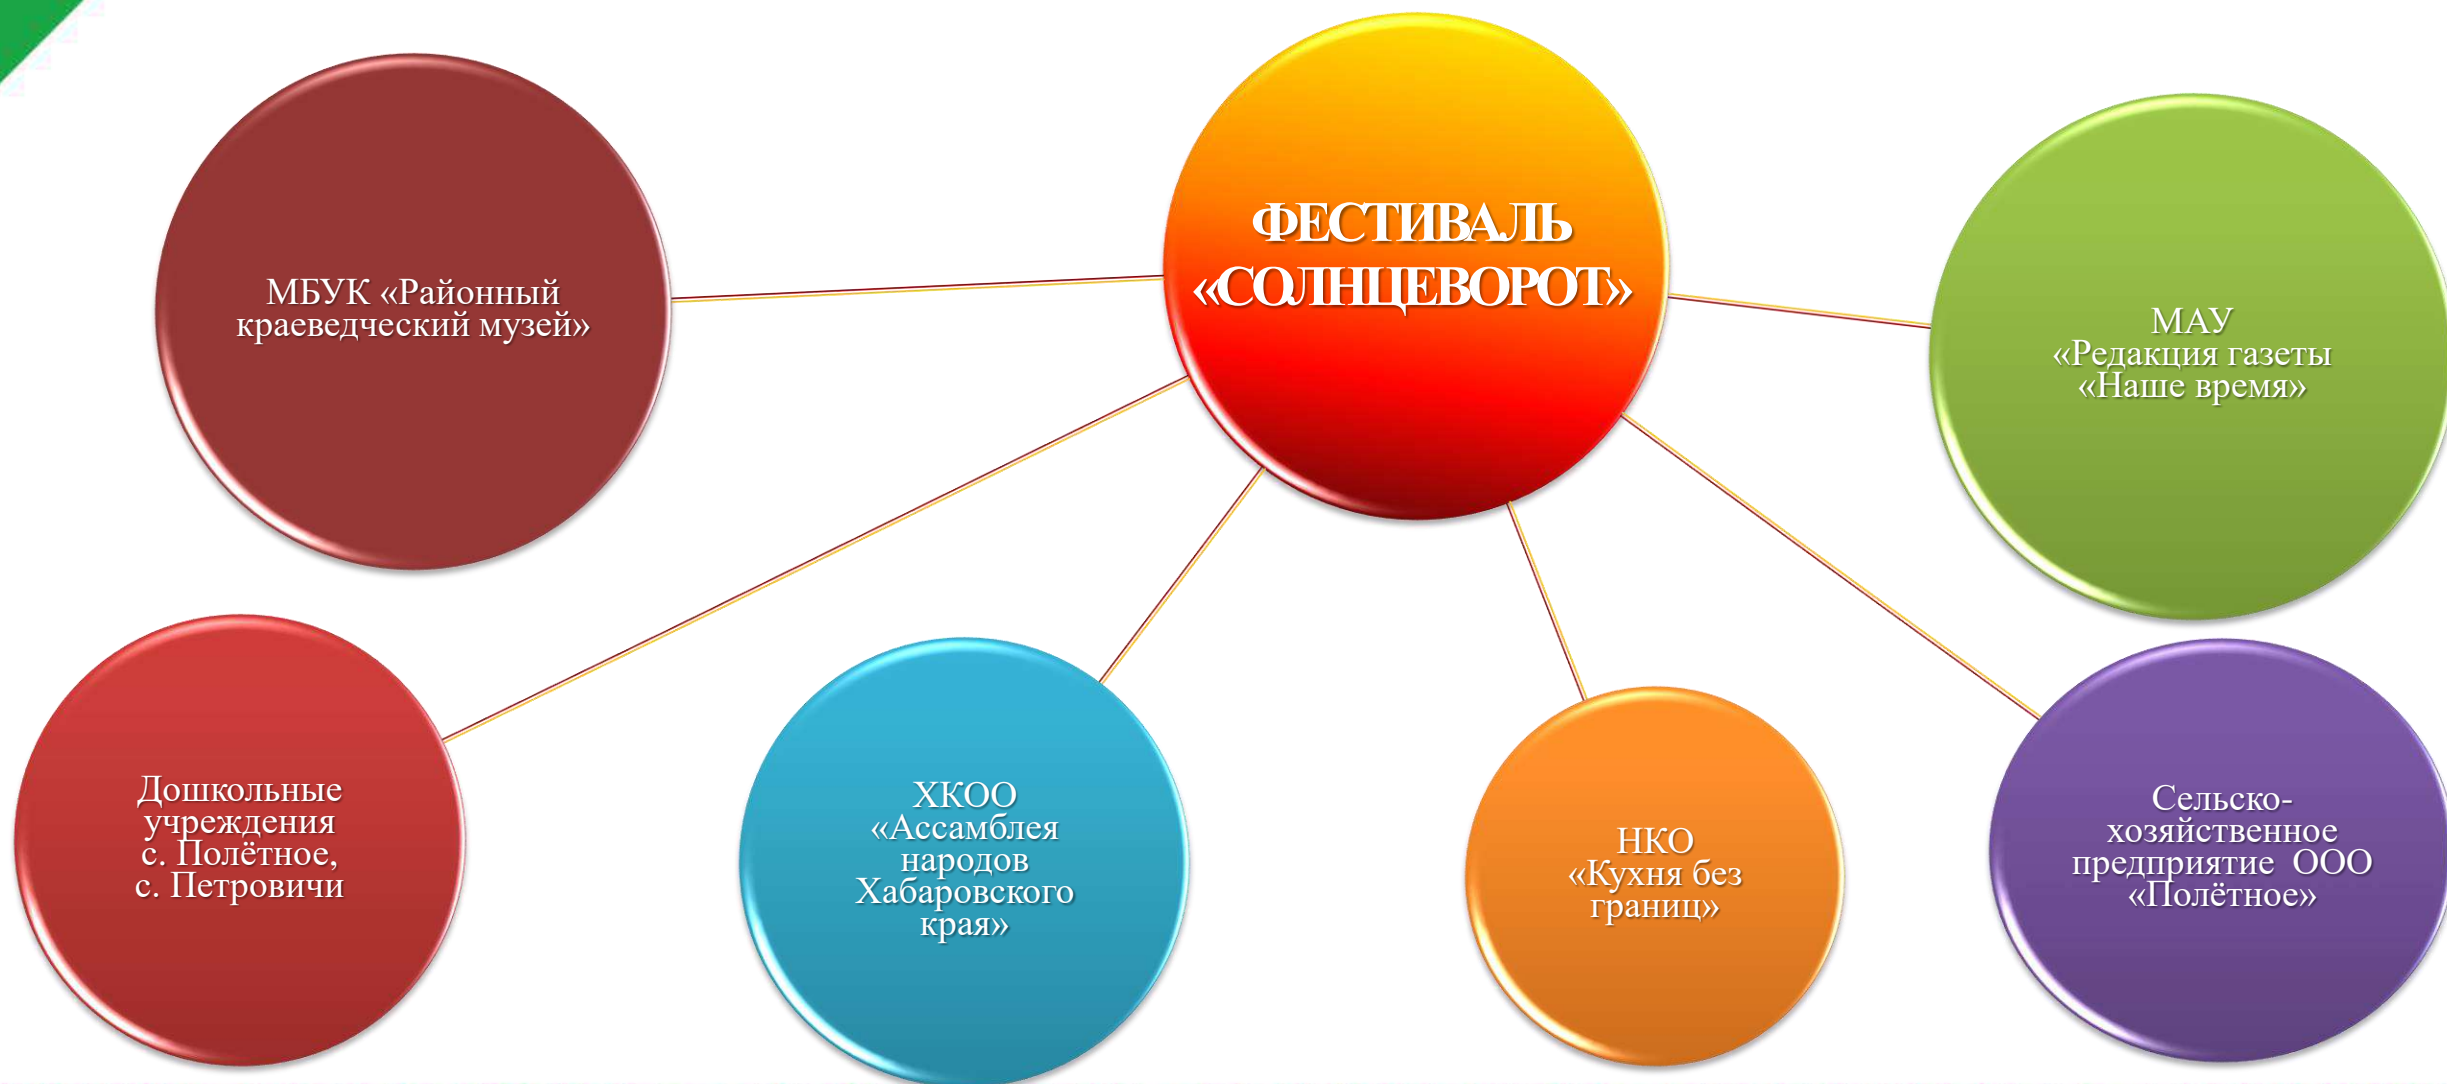 ФЕСТИВАЛЬ
«СОЛНЦЕВОРОТ»
МБУК «Районный
краеведческий музей»
МАУ
«Редакция газеты
«Наше время»
Дошкольные
учреждения
с. Полётное,
с. Петровичи
ХКОО
«Ассамблея
народов
Хабаровского
края»
НКО
«Кухня без
границ»
Сельско-
хозяйственное
предприятие ООО
«Полётное»